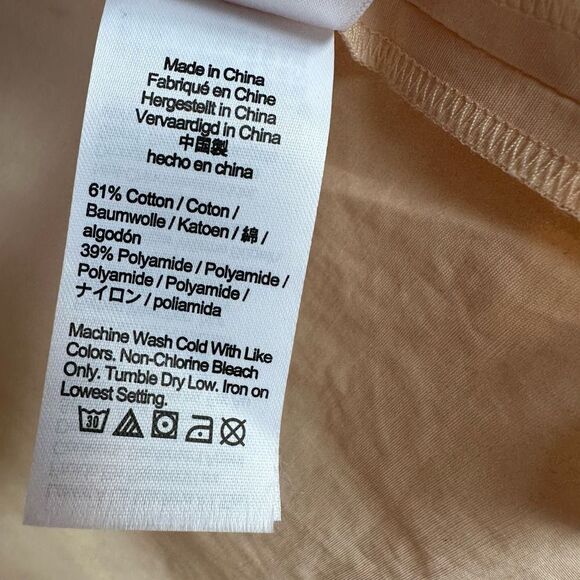 Made in China
Fabriqué en Chine
Hergestellt in China
Vervaardigd in China
中国製
hecho en china
61% Cotton / Coton /
Baumwolle / Katoen / 綿 /
algodón
39% Polyamide / Polyamide /
Polyamide / Polyamide /
ナイロン / poliamida
Machine Wash Cold With Like
Colors. Non-Chlorine Bleach
Only. Tumble Dry Low. Iron on
Lowest Setting.
30